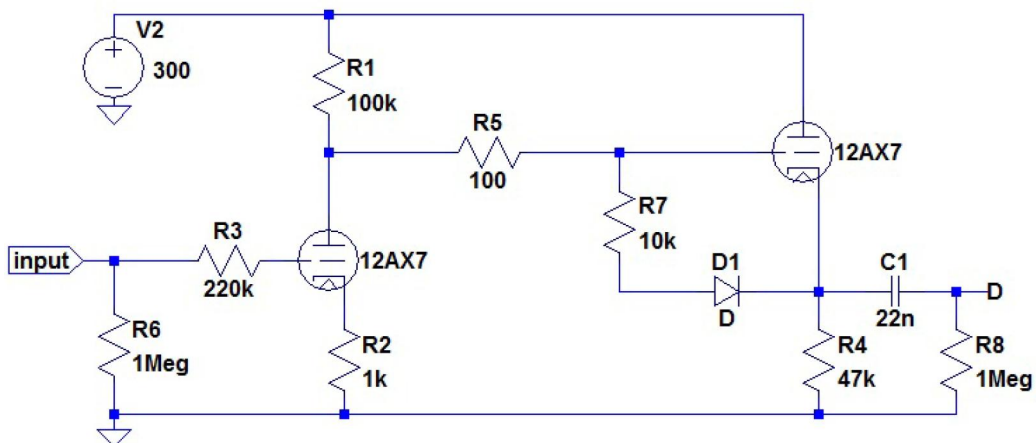 V2
300
R1
100k
R5
100
12AX7
R7
10k
input
R3
220k
12AX7
D1
D
C1
22n
D
R6
1Meg
R2
1k
R4
47k
R8
1Meg